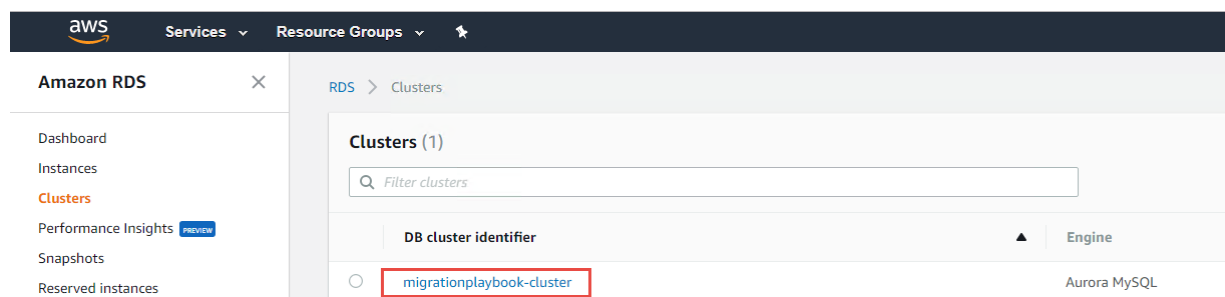 aws Services Resource Groups
Amazon RDS
RDS Clusters
Dashboard
Instances
Clusters
Performance Insights PREVIEW
Snapshots
Reserved instances
Clusters (1)
Filter clusters
DB cluster identifier Engine
migrationplaybook-cluster Aurora MySQL